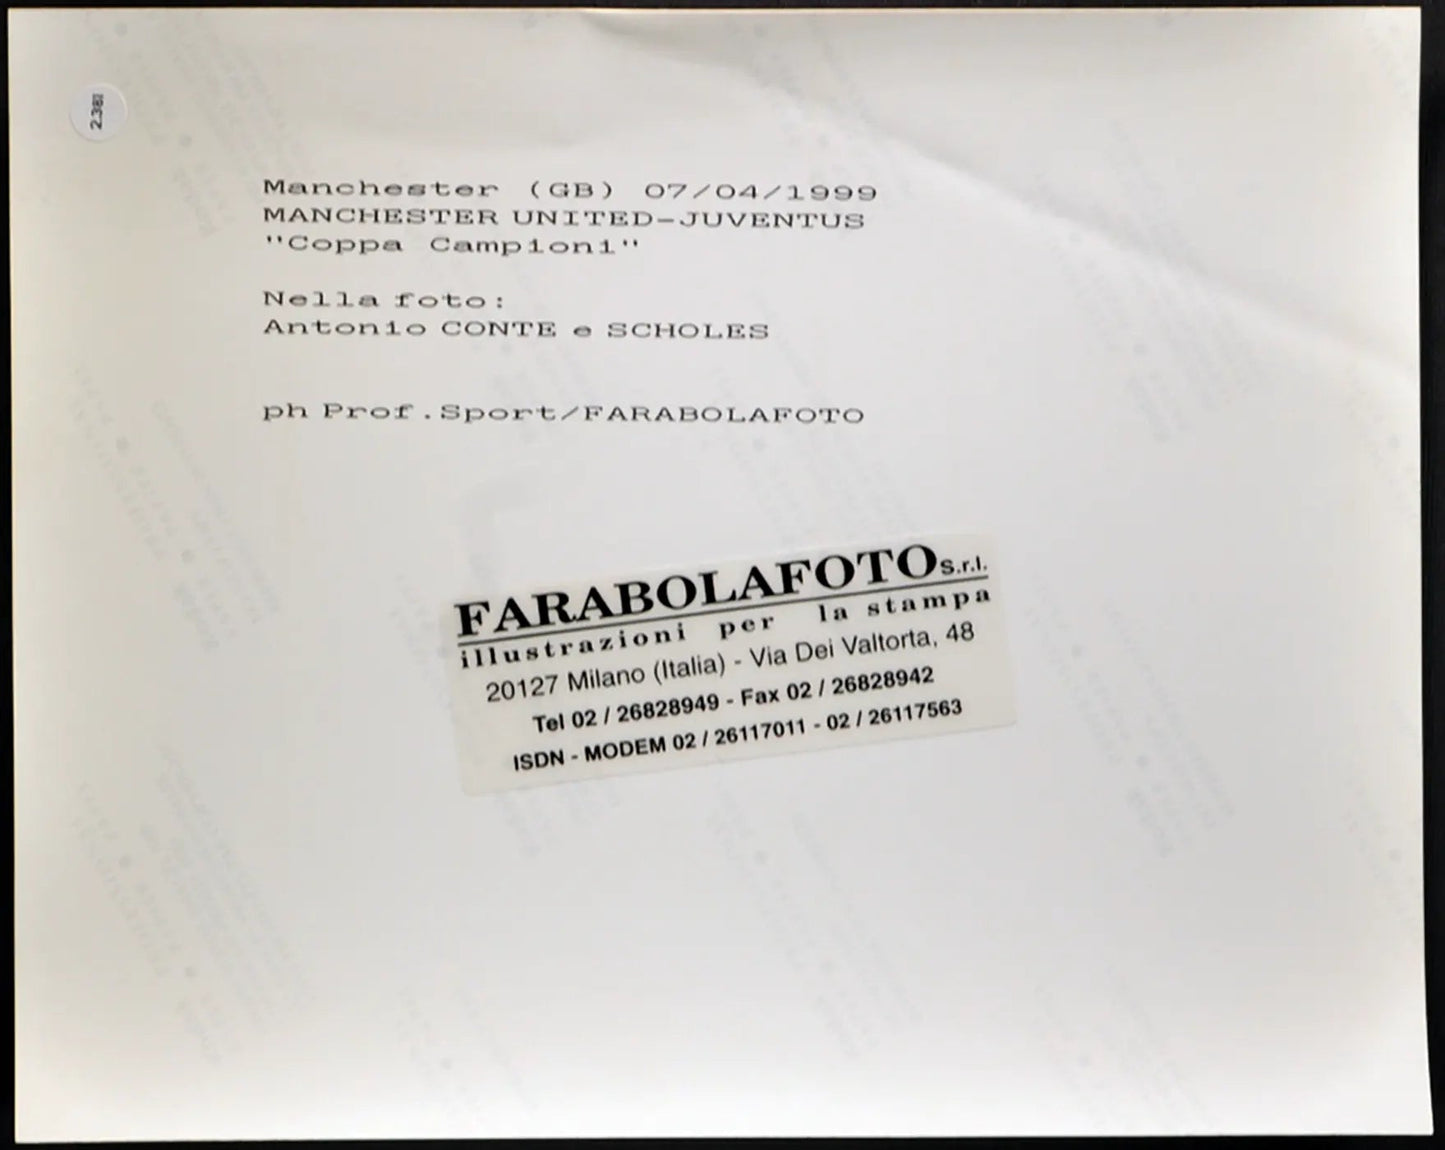 2.38
Manchester (GB) 07/04/1999
MANCHESTER UNITED-JUVENTUS
"Coppa Campioni"
Nella foto:
Antonio CONTE e SCHOLES
ph Prof.Sport/FARABOLAFOTO
FARABOLAFOTO s.r.l.
illustrazioni per la stampa
20127 Milano (Italia) - Via Dei Valtorta, 48
Tel 02 / 26828949 - Fax 02 / 26828942
ISDN - MODEM 02 / 26117011 - 02 / 26117563